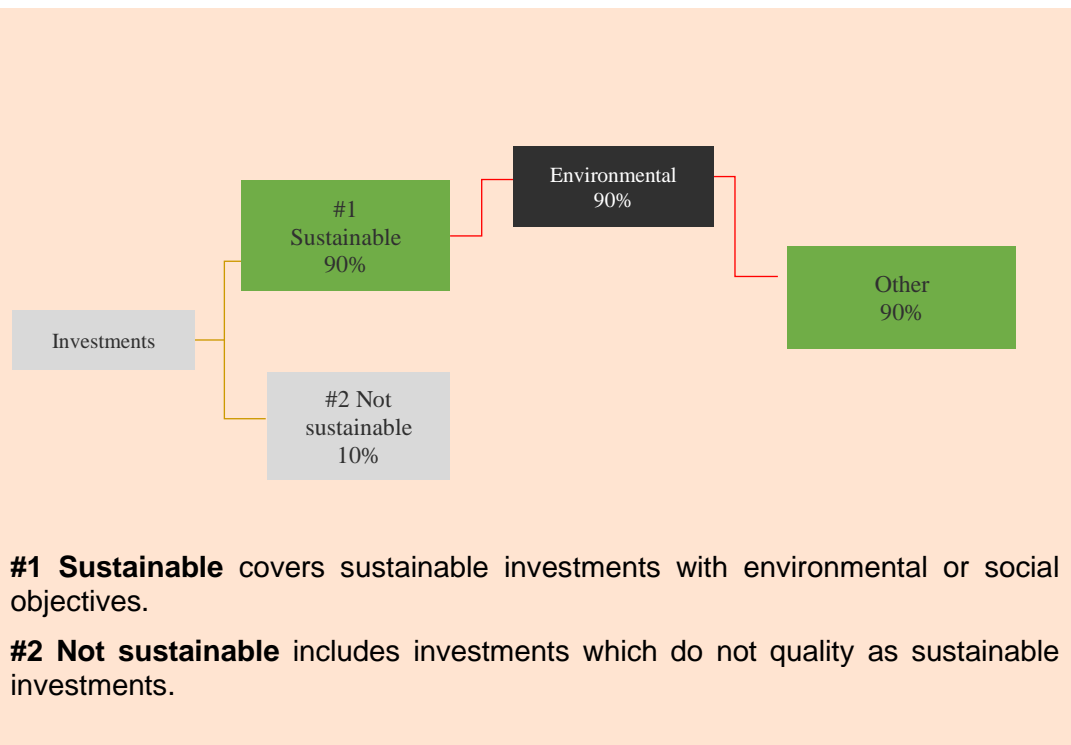 Environmental
90%
#1
Sustainable
90%
Other
90%
Investments
#2 Not
sustainable
10%
#1 Sustainable covers sustainable investments with environmental or social
objectives.
#2 Not sustainable includes investments which do not quality as sustainable
investments.